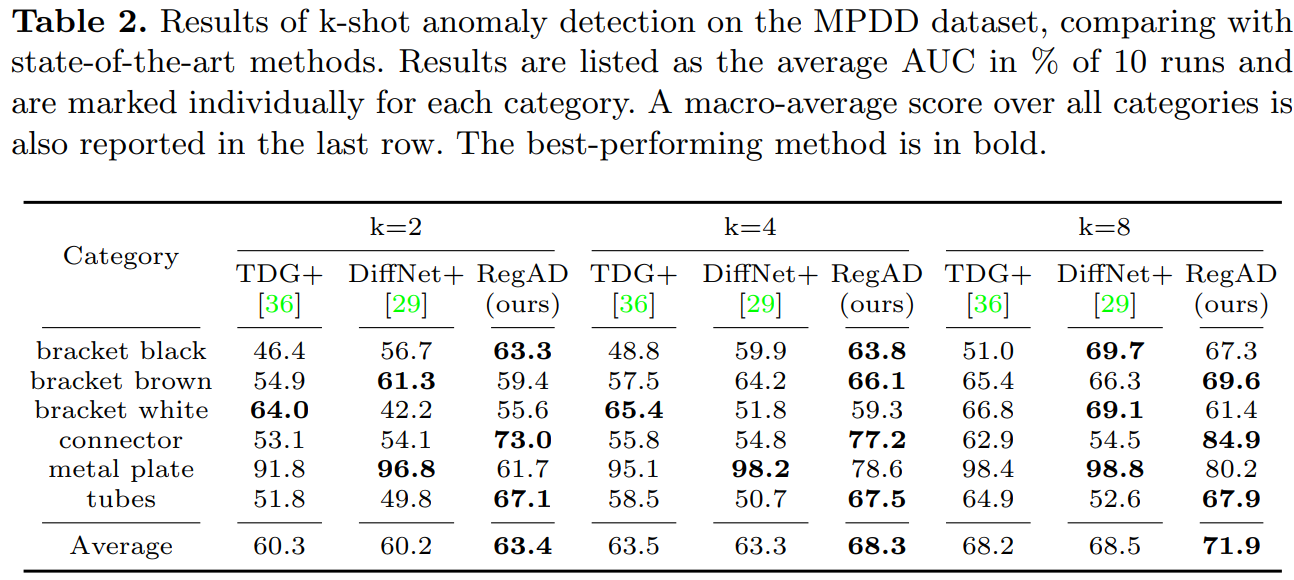 Table 2. Results of k-shot anomaly detection on the MPDD dataset, comparing with
state-of-the-art methods. Results are listed as the average AUC in % of 10 runs and
are marked individually for each category. A macro-average score over all categories is
also reported in the last row. The best-performing method is in bold.
k=2 k=4 k=8
Category
TDG+ DiffNet+ RegAD TDG+ DiffNet+ RegAD TDG+ DiffNet+ RegAD
[36] [29] (ours) [36] [29] (ours) [36] [29] (ours)
bracket black 46.4 56.7 63.3 48.8 59.9 63.8 51.0 69.7 67.3
bracket brown 54.9 61.3 59.4 57.5 64.2 66.1 65.4 66.3 69.6
bracket white 64.0 42.2 55.6 65.4 51.8 59.3 66.8 69.1 61.4
connector 53.1 54.1 73.0 55.8 54.8 77.2 62.9 54.5 84.9
metal plate 91.8 96.8 61.7 95.1 98.2 78.6 98.4 98.8 80.2
tubes 51.8 49.8 67.1 58.5 50.7 67.5 64.9 52.6 67.9
Average 60.3 60.2 63.4 63.5 63.3 68.3 68.2 68.5 71.9